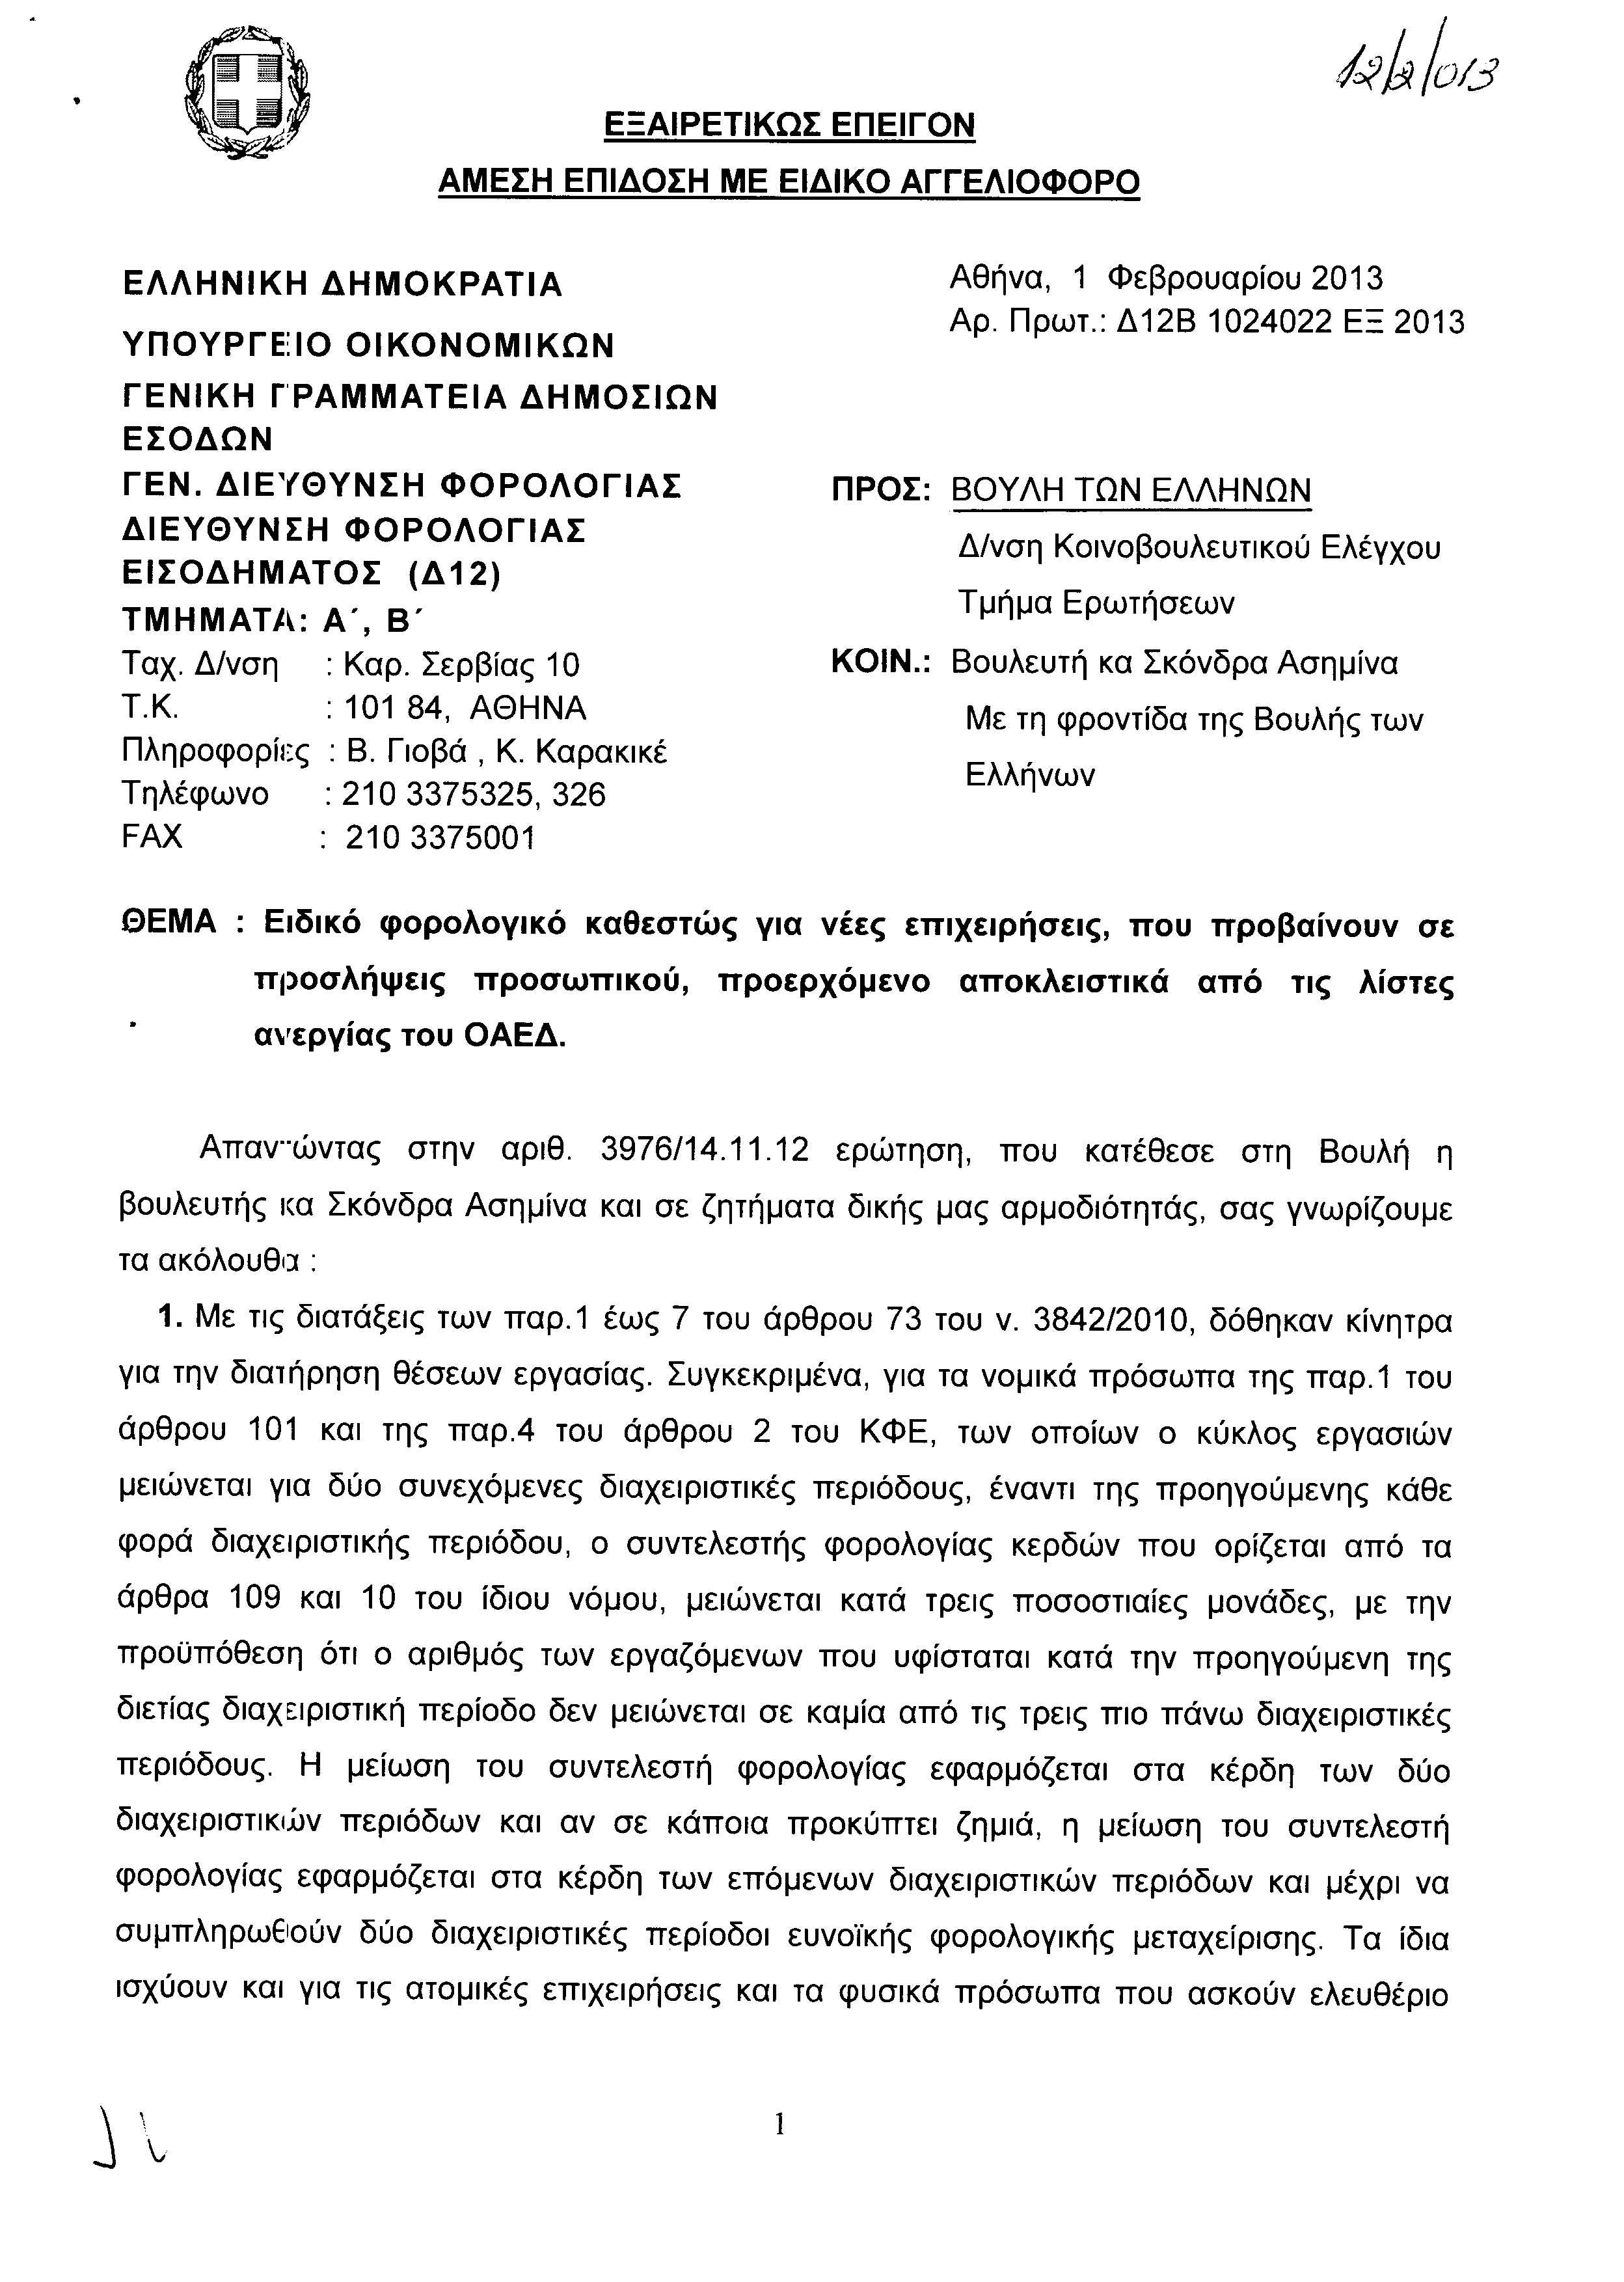 12/2/013
ΕΞΑΙΡΕΤΙΚΩΣ ΕΠΕΙΓΟΝ
ΑΜΕΣΗ ΕΠΙΔΟΣΗ ΜΕ ΕΙΔΙΚΟ ΑΓΓΕΛΙΟΦΟΡΟ
ΕΛΛΗΝΙΚΗ ΔΗΜΟΚΡΑΤΙΑ
ΥΠΟΥΡΓΕΙΟ ΟΙΚΟΝΟΜΙΚΩΝ
ΓΕΝΙΚΗ ΓΡΑΜΜΑΤΕΙΑ ΔΗΜΟΣΙΩΝ
ΕΣΟΔΩΝ
ΓΕΝ. ΔΙΕΥΘΥΝΣΗ ΦΟΡΟΛΟΓΙΑΣ
ΔΙΕΥΘΥΝΣΗ ΦΟΡΟΛΟΓΙΑΣ
ΕΙΣΟΔΗΜΑΤΟΣ (Δ12)
ΤΜΗΜΑΤΑ: Α΄, Β΄
Ταχ. Δ/νση : Καρ. Σερβίας 10
Τ.Κ. : 101 84, ΑΘΗΝΑ
Πληροφορίες : Β. Γιοβά , Κ. Καρακικέ
Τηλέφωνο : 210 3375325, 326
FAX : 210 3375001
Αθήνα, 1 Φεβρουαρίου 2013
Αρ. Πρωτ.: Δ12Β 1024022 ΕΞ 2013
ΠΡΟΣ: ΒΟΥΛΗ ΤΩΝ ΕΛΛΗΝΩΝ
Δ/νση Κοινοβουλευτικού Ελέγχου
Τμήμα Ερωτήσεων
ΚΟΙΝ.: Βουλευτή κα Σκόνδρα Ασημίνα
Με τη φροντίδα της Βουλής των
Ελλήνων
ΘΕΜΑ : Ειδικό φορολογικό καθεστώς για νέες επιχειρήσεις, που προβαίνουν σε
προσλήψεις προσωπικού, προερχόμενο αποκλειστικά από τις λίστες
ανεργίας του ΟΑΕΔ.
Απαντώντας στην αριθ. 3976/14.11.12 ερώτηση, που κατέθεσε στη Βουλή η
βουλευτής κα Σκόνδρα Ασημίνα και σε ζητήματα δικής μας αρμοδιότητάς, σας γνωρίζουμε
τα ακόλουθα :
1. Με τις διατάξεις των παρ.1 έως 7 του άρθρου 73 του ν. 3842/2010, δόθηκαν κίνητρα
για την διατήρηση θέσεων εργασίας. Συγκεκριμένα, για τα νομικά πρόσωπα της παρ.1 του
άρθρου 101 και της παρ.4 του άρθρου 2 του ΚΦΕ, των οποίων ο κύκλος εργασιών
μειώνεται για δύο συνεχόμενες διαχειριστικές περιόδους, έναντι της προηγούμενης κάθε
φορά διαχειριστικής περιόδου, ο συντελεστής φορολογίας κερδών που ορίζεται από τα
άρθρα 109 και 10 του ίδιου νόμου, μειώνεται κατά τρεις ποσοστιαίες μονάδες, με την
προϋπόθεση ότι ο αριθμός των εργαζόμενων που υφίσταται κατά την προηγούμενη της
διετίας διαχειριστική περίοδο δεν μειώνεται σε καμία από τις τρεις πιο πάνω διαχειριστικές
περιόδους. Η μείωση του συντελεστή φορολογίας εφαρμόζεται στα κέρδη των δύο
διαχειριστικών περιόδων και αν σε κάποια προκύπτει ζημιά, η μείωση του συντελεστή
φορολογίας εφαρμόζεται στα κέρδη των επόμενων διαχειριστικών περιόδων και μέχρι να
συμπληρωθούν δύο διαχειριστικές περίοδοι ευνοϊκής φορολογικής μεταχείρισης. Τα ίδια
ισχύουν και για τις ατομικές επιχειρήσεις και τα φυσικά πρόσωπα που ασκούν ελευθέριο
1